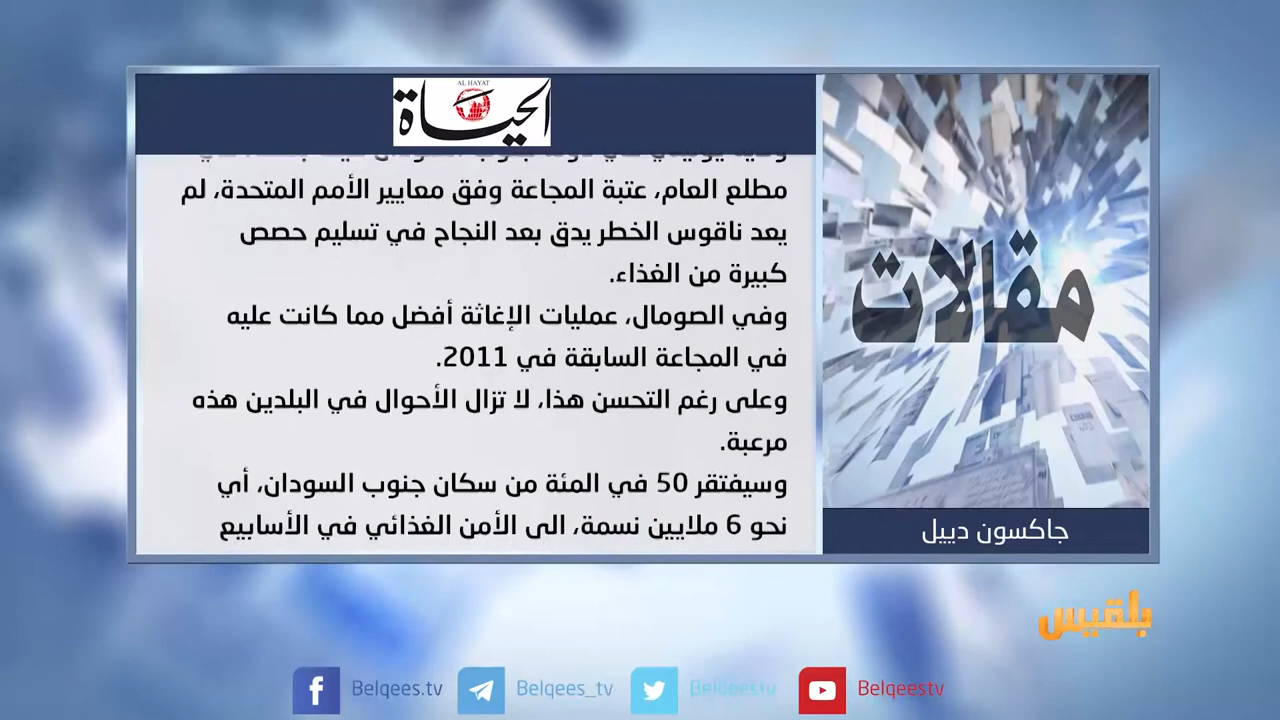 AL HAYAT
الحياة
مطلع العام، عتبة المجاعة وفق معايير الأمم المتحدة، لم
يعد ناقوس الخطر يدق بعد النجاح في تسليم حصص
كبيرة من الغذاء.
وفي الصومال، عمليات الإغاثة أفضل مما كانت عليه
في المجاعة السابقة في 2011.
وعلى رغم التحسن هذا، لا تزال الأحوال في البلدين هذه
مرعبة.
وسيفتقر 50 في المئة من سكان جنوب السودان، أي
نحو 6 ملايين نسمة، الى الأمن الغذائي في الأسابيع
مقالات
جاكسون دييل
بلقيس
Belqees.tv
Belqees_tv
Belqeestv
Belqeestv